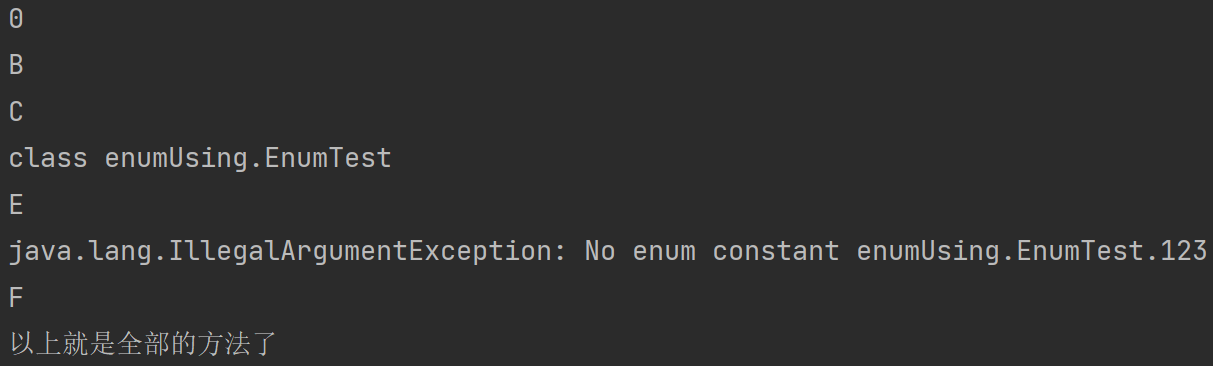 0
B
C
class enumUsing.EnumTest
E
java.lang.IllegalArgumentException: No enum constant enumUsing.EnumTest.123
F
以上就是全部的方法了